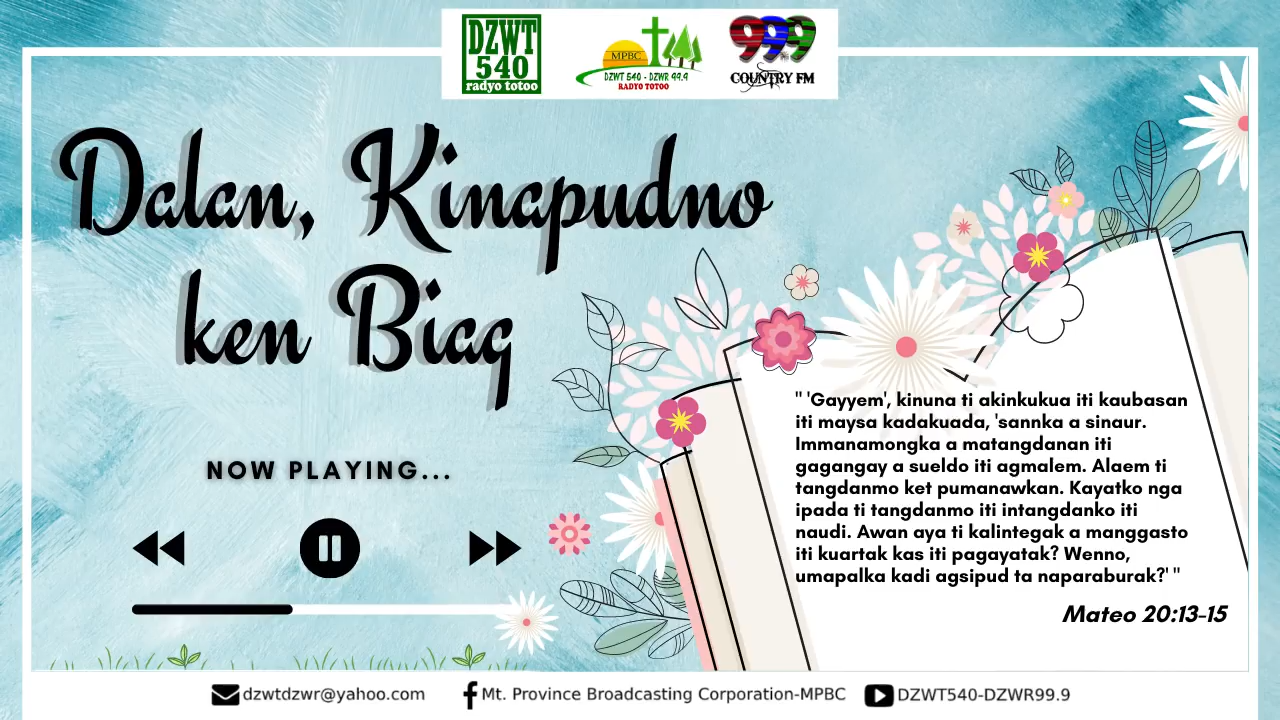 DZWT
540
radyo totoo
MPBC
DZWT 540 - DZWR 99.9
RADYO TOTOO
99.9
COUNTRY FM
Dalan, Kinapudno
ken Biag
NOW PLAYING...
" 'Gayyem', kinuna ti akinkukua iti kaubasan
iti maysa kadakuada, 'sannka a sinaur.
Immanamongka a matangdanan iti
gagangay a sueldo iti agmalem. Alaem ti
tangdanmo ket pumanawkan. Kayatko nga
ipada ti tangdanmo iti intangdanko iti
naudi. Awan aya ti kalintegak a manggasto
iti kuartak kas iti pagayatak? Wenno,
umapalka kadi agsipud ta naparaburak?' "
Mateo 20:13-15
dzwtdzwr@yahoo.com
Mt. Province Broadcasting Corporation-MPBC
DZWT540-DZWR99.9